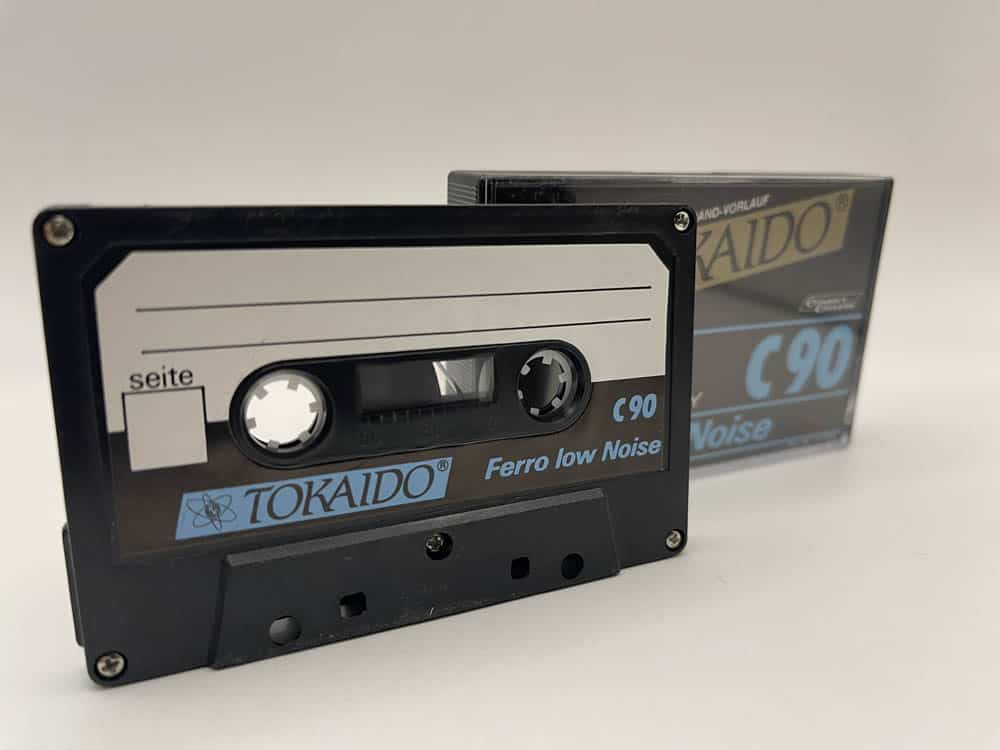 seite
C90
Ferro low Noise
TOKAIDO®
AND-VORLAUF
KAIDO®
C90
Noise